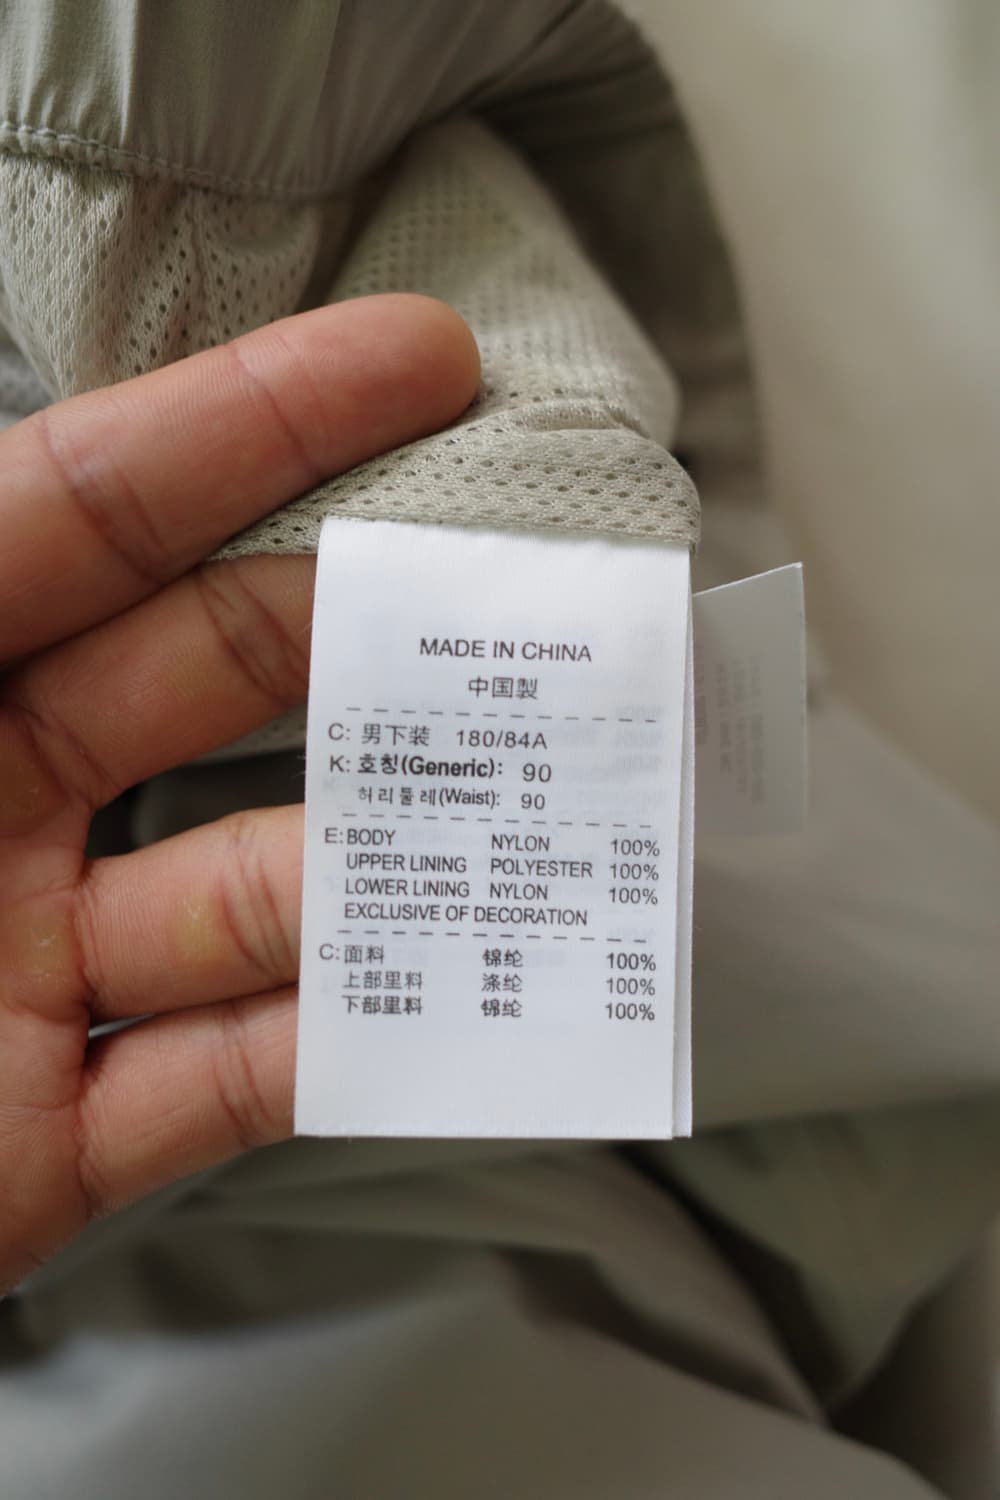 MADE IN CHINA
中国製
C: 男下装 180/84A
K: 호칭(Generic): 90
허리둘레(Waist): 90
E: BODY NYLON 100%
UPPER LINING POLYESTER 100%
LOWER LINING NYLON 100%
EXCLUSIVE OF DECORATION
C: 面料 锦纶 100%
上部里料 涤纶 100%
下部里料 锦纶 100%